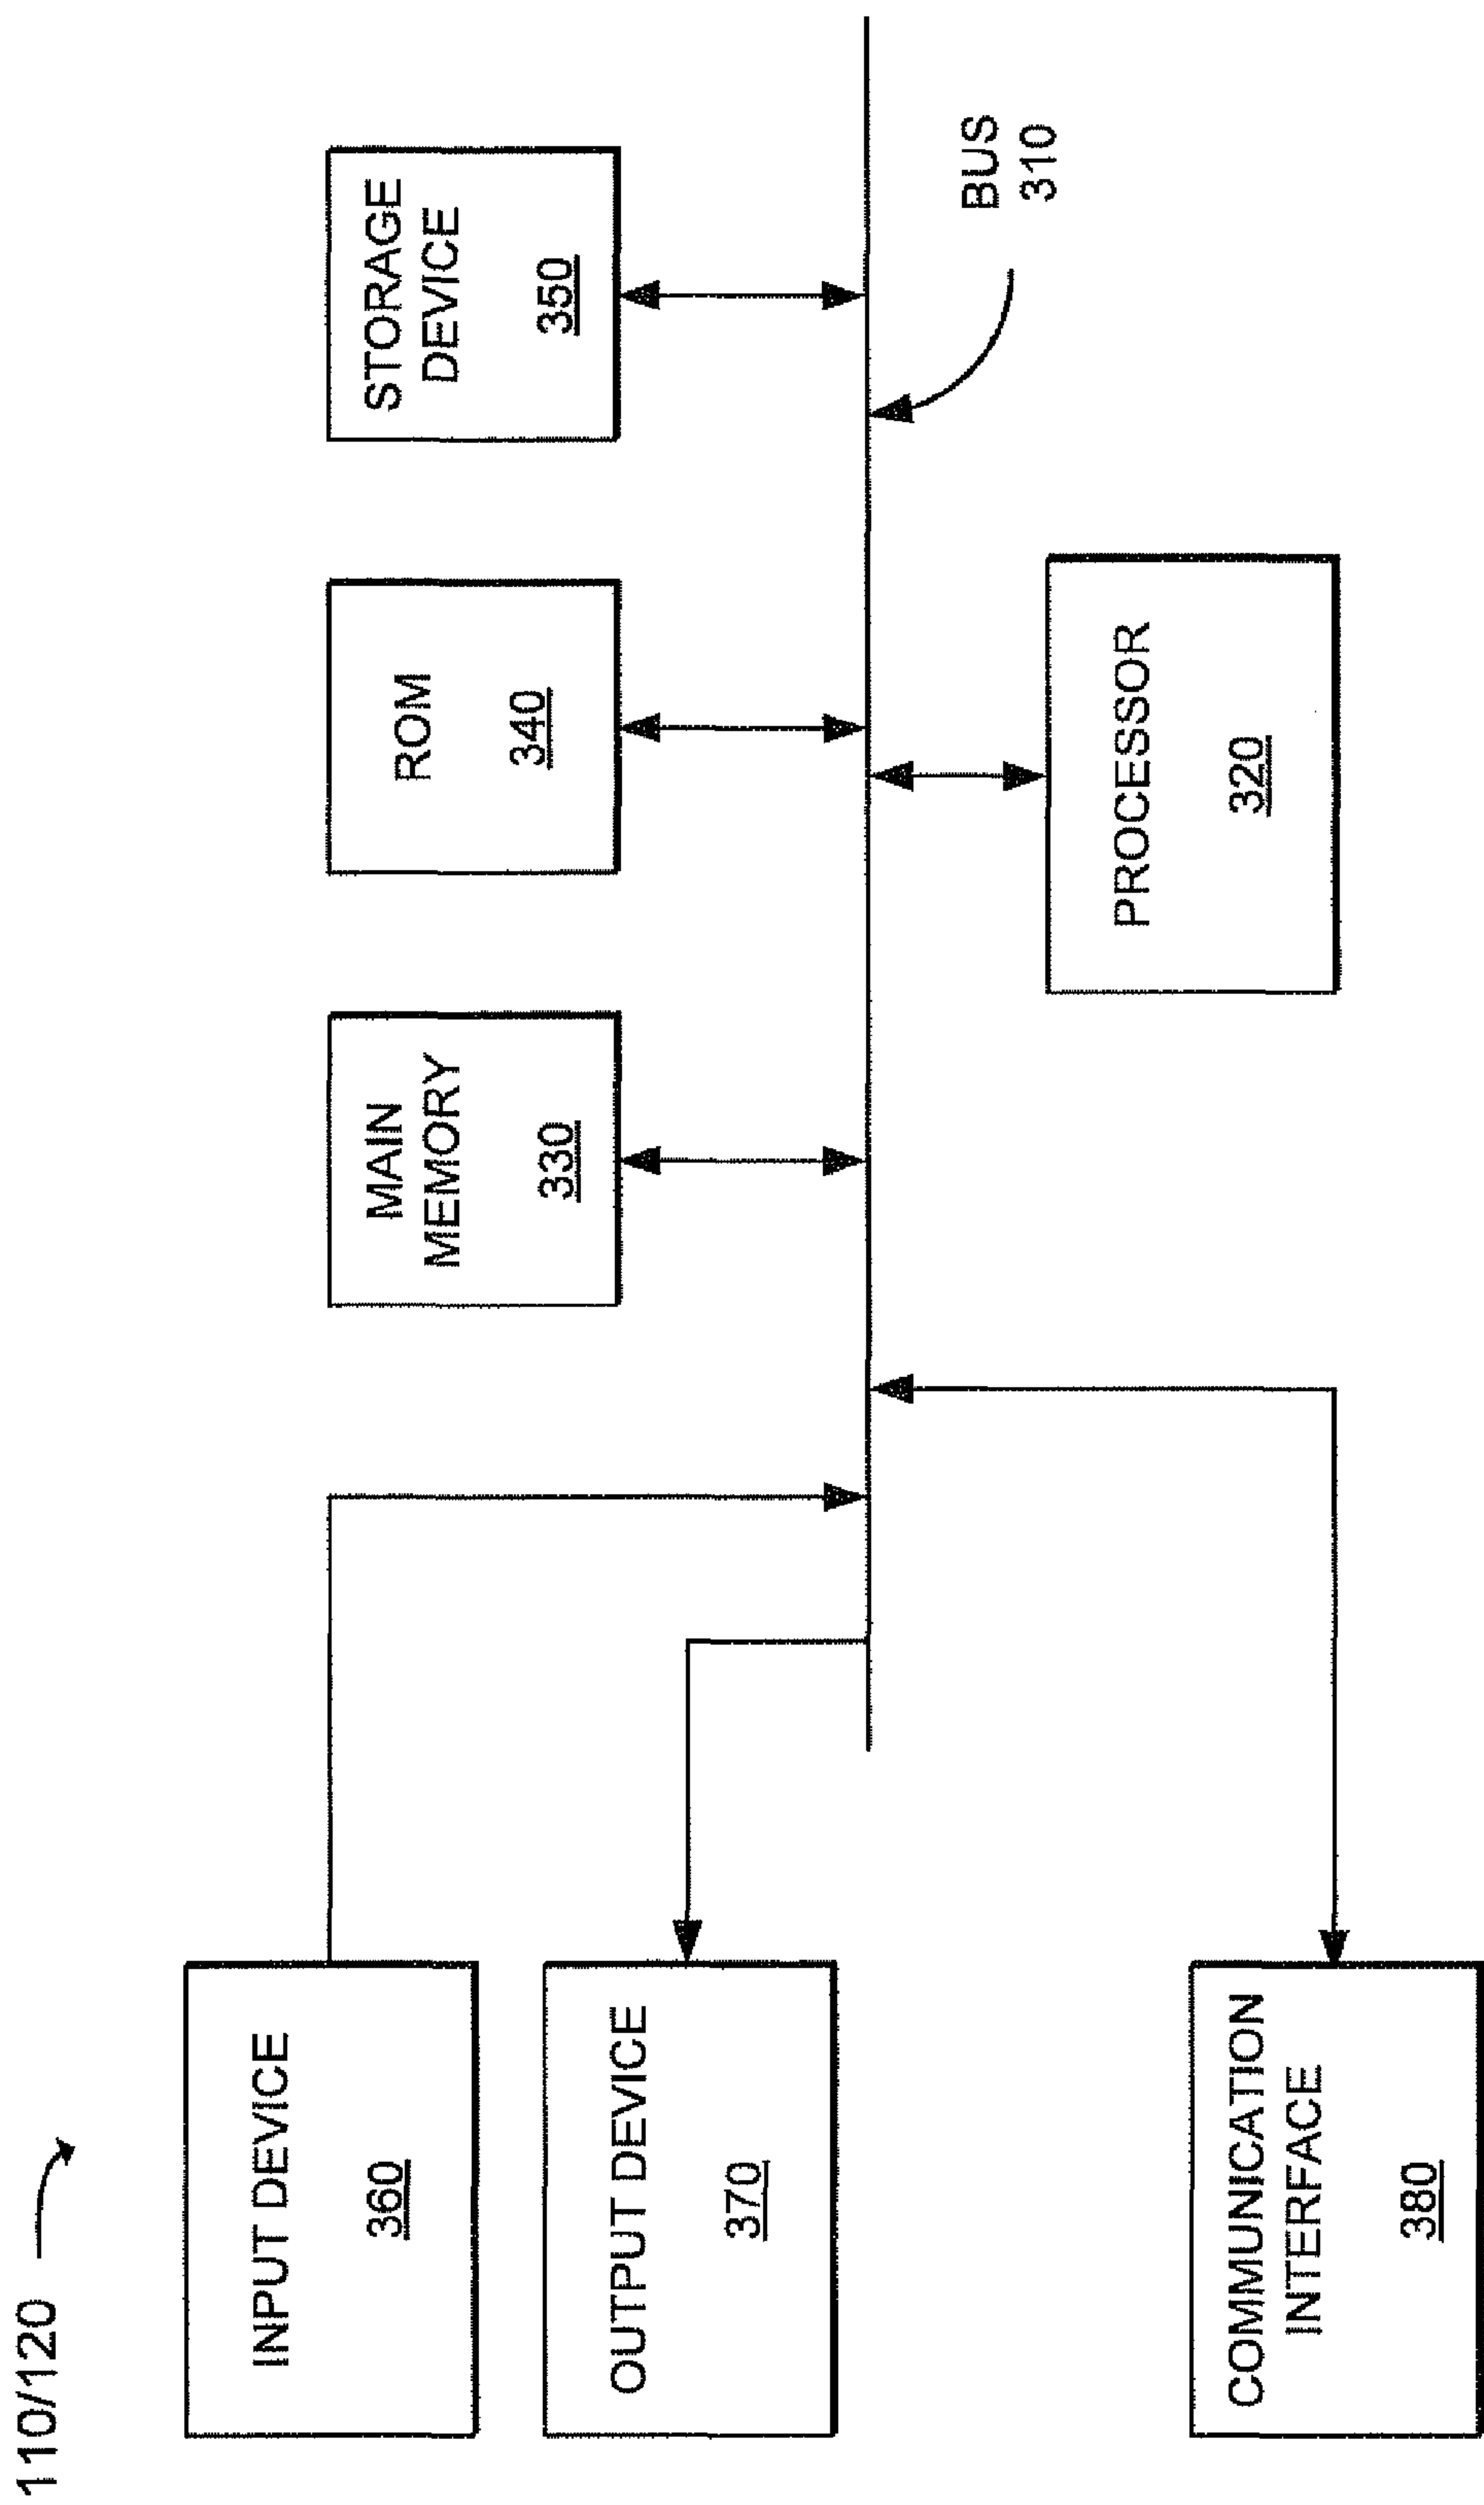 110/120
INPUT DEVICE
360
OUTPUT DEVICE
370
COMMUNICATION
INTERFACE
380
MAIN
MEMORY
330
ROM
340
STORAGE
DEVICE
350
PROCESSOR
320
BUS
310